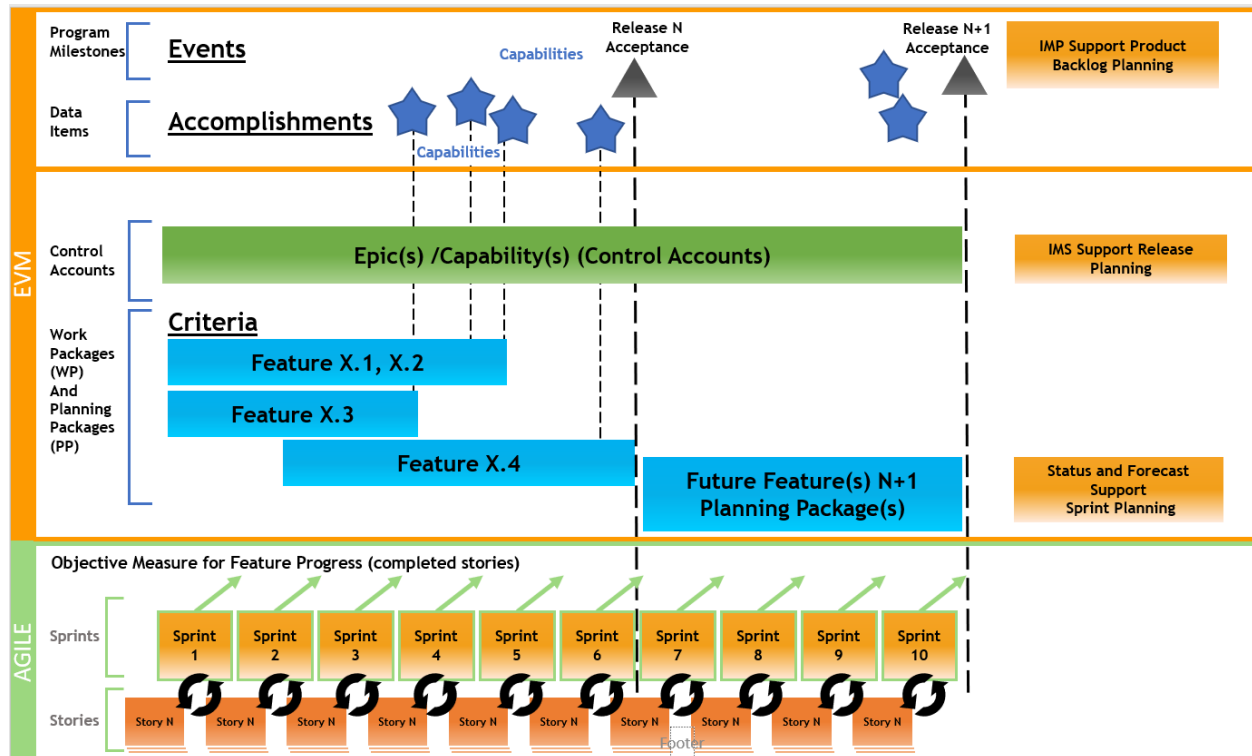 Program
Milestones
Events
Capabilities
Release N
Acceptance
Release N+1
Acceptance
IMP Support Product
Backlog Planning
Data
Items
Accomplishments
Capabilities
EVM
Control
Accounts
Epic(s) /Capability(s) (Control Accounts)
IMS Support Release
Planning
Work
Packages
(WP)
And
Planning
Packages
(PP)
Criteria
Feature X.1, X.2
Feature X.3
Feature X.4
Future Feature(s) N+1
Planning Package(s)
Status and Forecast
Support
Sprint Planning
AGILE
Objective Measure for Feature Progress (completed stories)
Sprints
Sprint
1
Sprint
2
Sprint
3
Sprint
4
Sprint
5
Sprint
6
Sprint
7
Sprint
8
Sprint
9
Sprint
10
Stories
Story N
Story N
Story N
Story N
Story N
Story N
Story N
Story N
Story N
Story N
Footer